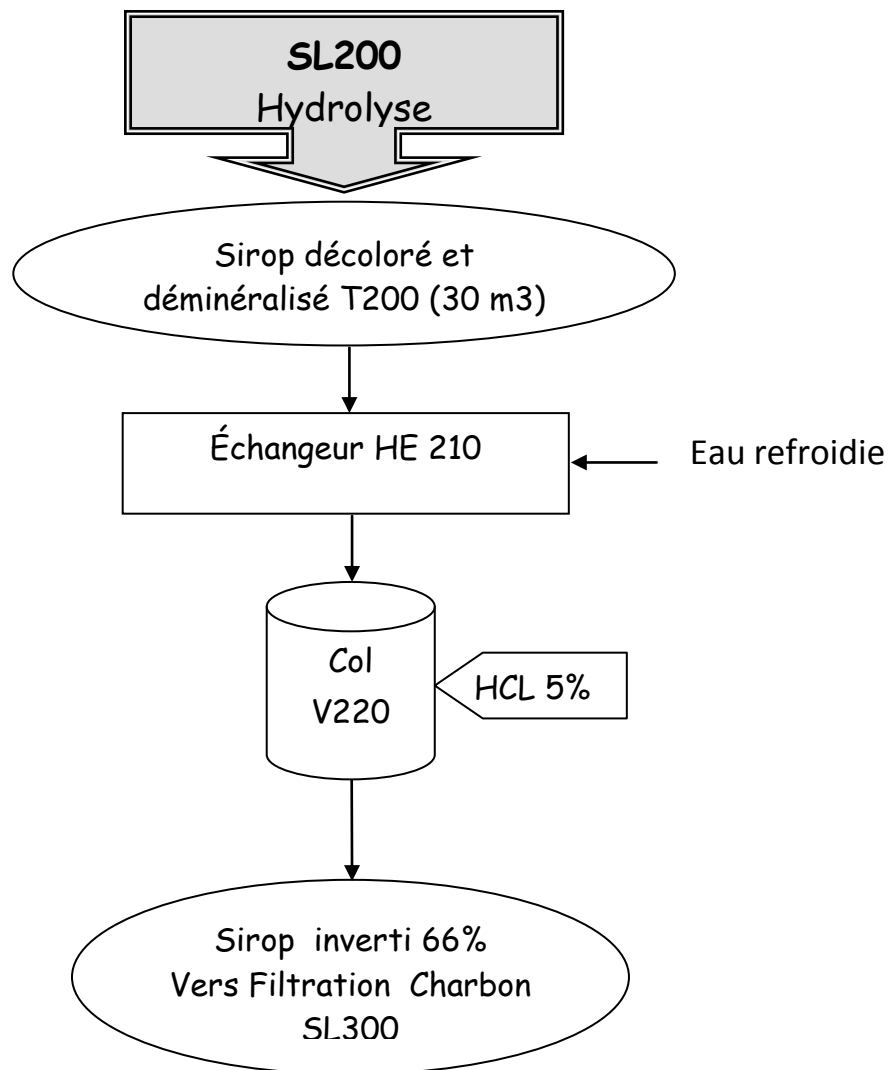 SL200
Hydrolyse
Sirop décoloré et
déminéralisé T200 (30 m3)
Échangeur HE 210
Eau refroidie
Col
V220
HCL 5%
Sirop inverti 66%
Vers Filtration Charbon
SL300